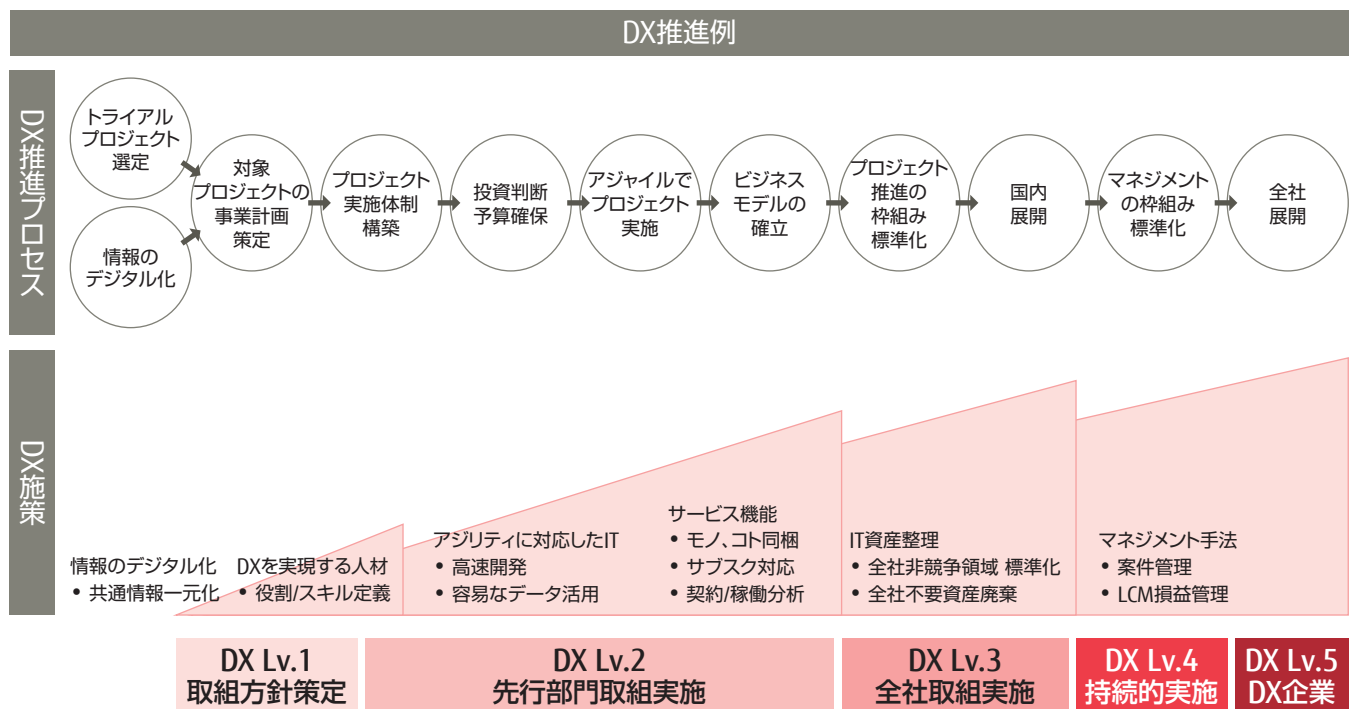 DX推進例
DX推進プロセス
トライアル
プロジェクト
選定
情報の
デジタル化
対象
プロジェクトの
事業計画
策定
プロジェクト
実施体制
構築
投資判断
予算確保
アジャイルで
プロジェクト
実施
ビジネス
モデルの
確立
プロジェクト
推進の
枠組み
標準化
国内
展開
マネジメント
の枠組み
標準化
全社
展開
DX施策
情報のデジタル化
• 共通情報一元化
DXを実現する人材
• 役割/スキル定義
アジリティに対応したIT
• 高速開発
• 容易なデータ活用
サービス機能
• モノ、コト同梱
• サブスク対応
• 契約/稼働分析
IT資産整理
• 全社非競争領域 標準化
• 全社不要資産廃棄
マネジメント手法
• 案件管理
• LCM損益管理
DX Lv.1
取組方針策定
DX Lv.2
先行部門取組実施
DX Lv.3
全社取組実施
DX Lv.4
持続的実施
DX Lv.5
DX企業